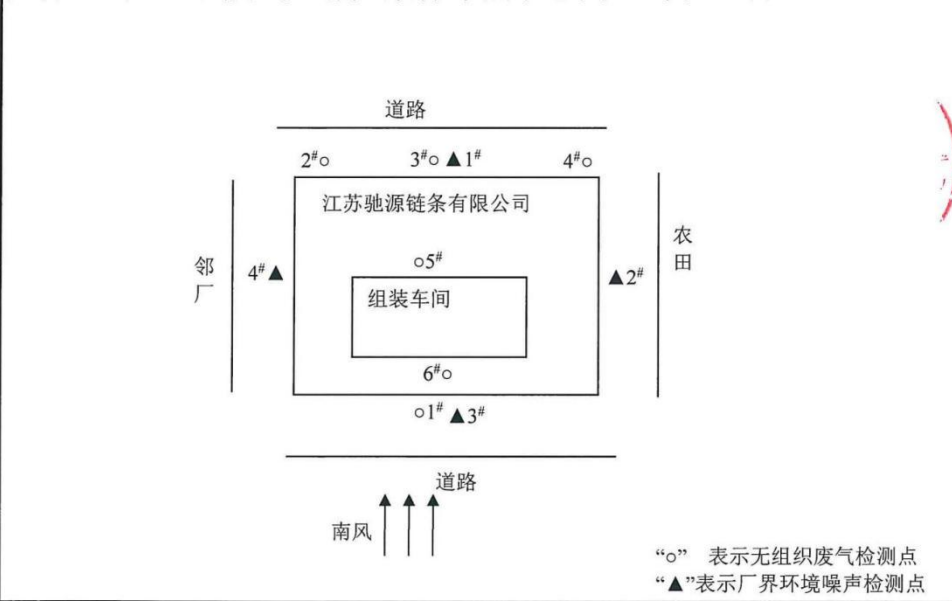 道路
2#○ 3#○ ▲1# 4#○
江苏驰源链条有限公司
农田
邻厂
4#▲
○5#
▲2#
组装车间
6#○
○1# ▲3#
道路
南风
“○” 表示无组织废气检测点
“▲”表示厂界环境噪声检测点